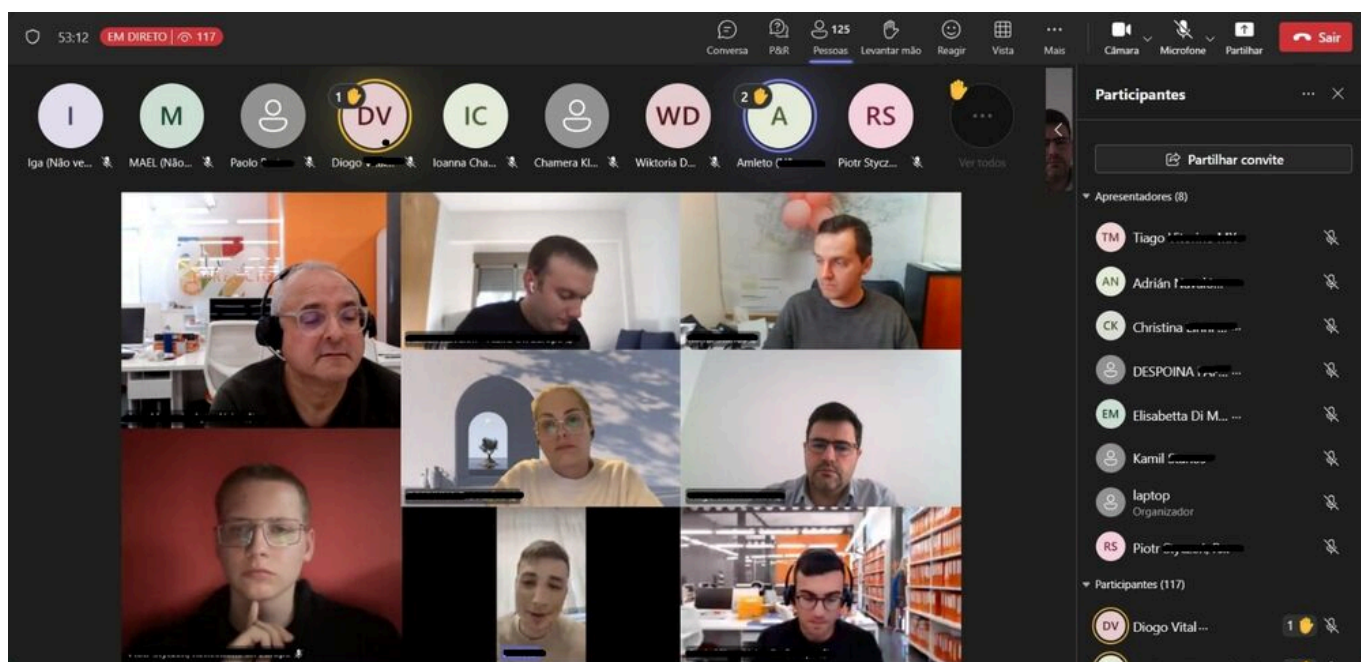 53:12 EM DIRETO 117
125
Conversa P&R Pessoas Levantar mão Reagir Vista Mais Câmara Microfone Partilhar Sair
I M DV IC WD A RS
1 2
Iga (Não ve... MAEL (Não... Paolo Diogo Ioanna Cha... Chamera Kl... Wiktoria D... Amleto Piotr Stycz... Ver todos
Participantes
Partilhar convite
Apresentadores (8)
TM Tiago
AN Adrián
CK Christina
DESPOINA
EM Elisabetta Di M...
Kamil
laptop
Organizador
RS Piotr
Participantes (117)
DV Diogo Vital... 1